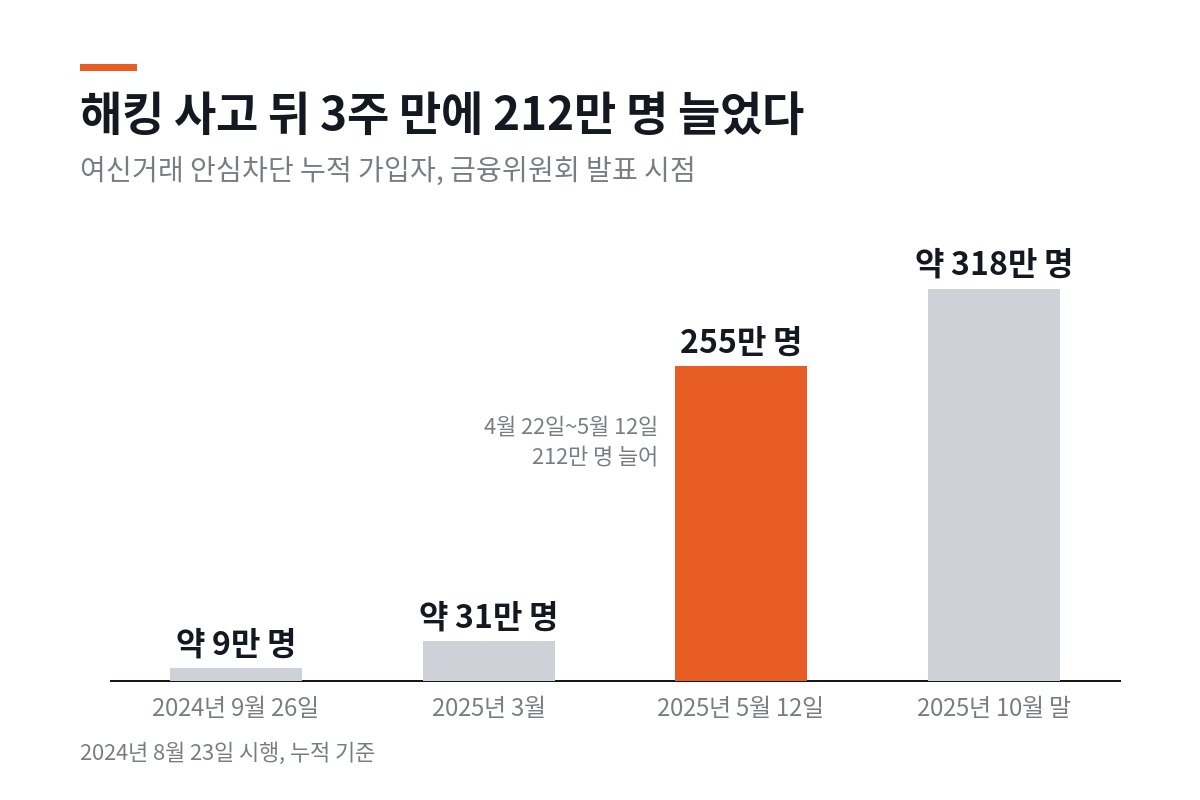 해킹 사고 뒤 3주 만에 212만 명 늘었다
여신거래 안심차단 누적 가입자, 금융위원회 발표 시점
약 318만 명
255만 명
4월 22일~5월 12일
212만 명 늘어
약 31만 명
약 9만 명
2024년 9월 26일
2025년 3월
2025년 5월 12일
2025년 10월 말
2024년 8월 23일 시행, 누적 기준